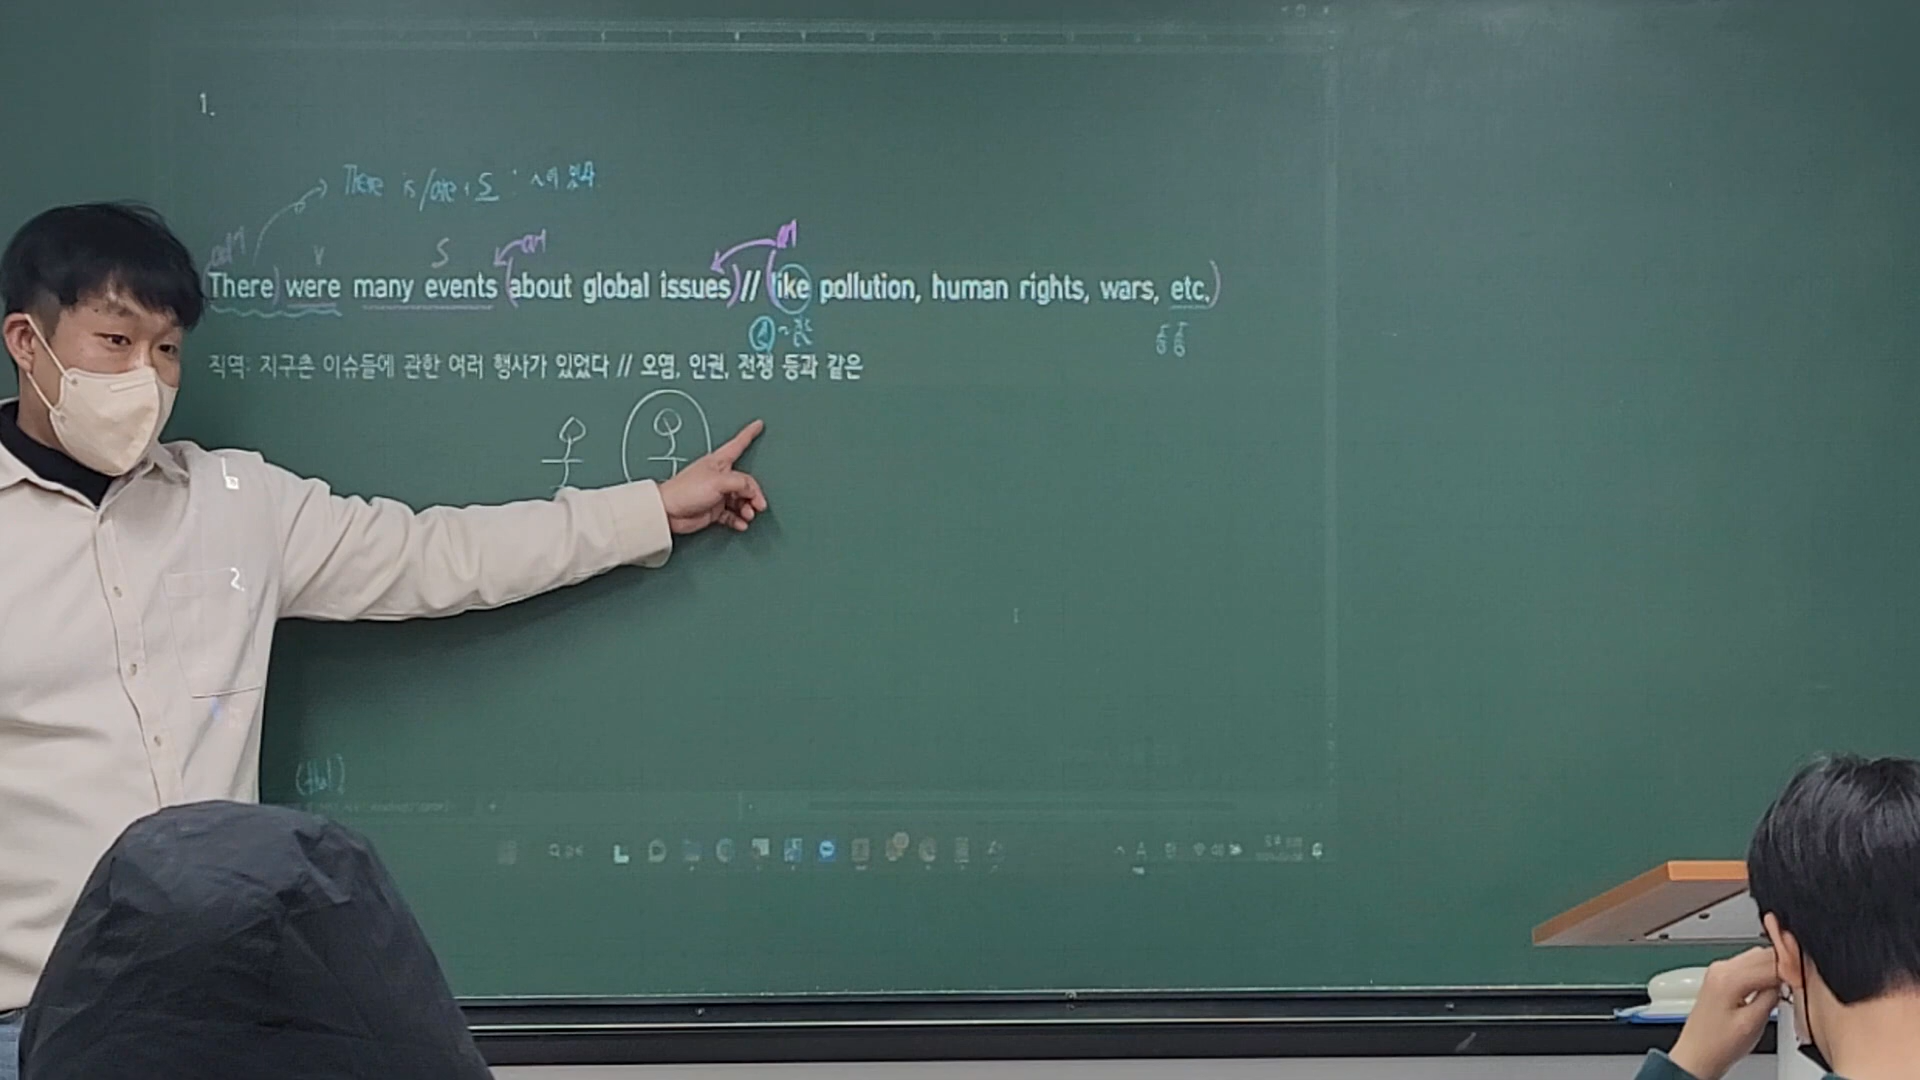 1.
There is/are + S : ~이 있다
V S
There were many events (about global issues) // (like pollution, human rights, wars, etc.)
직역: 지구촌 이슈들에 관한 여러 행사가 있었다 // 오염, 인권, 전쟁 등과 같은
2.